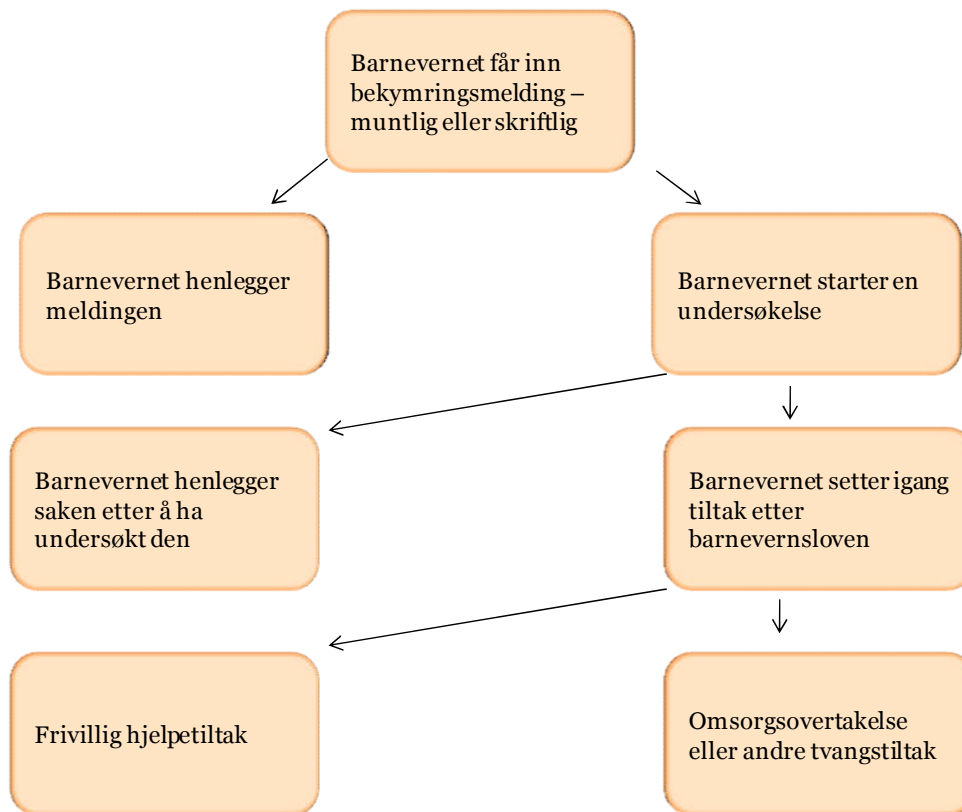 Barnevernet får inn
bekymringsmelding –
muntlig eller skriftlig
Barnevernet henlegger
meldingen
Barnevernet starter en
undersøkelse
Barnevernet henlegger
saken etter å ha
undersøkt den
Barnevernet setter igang
tiltak etter
barnevernsloven
Frivillig hjelpetiltak
Omsorgsovertakelse
eller andre tvangstiltak